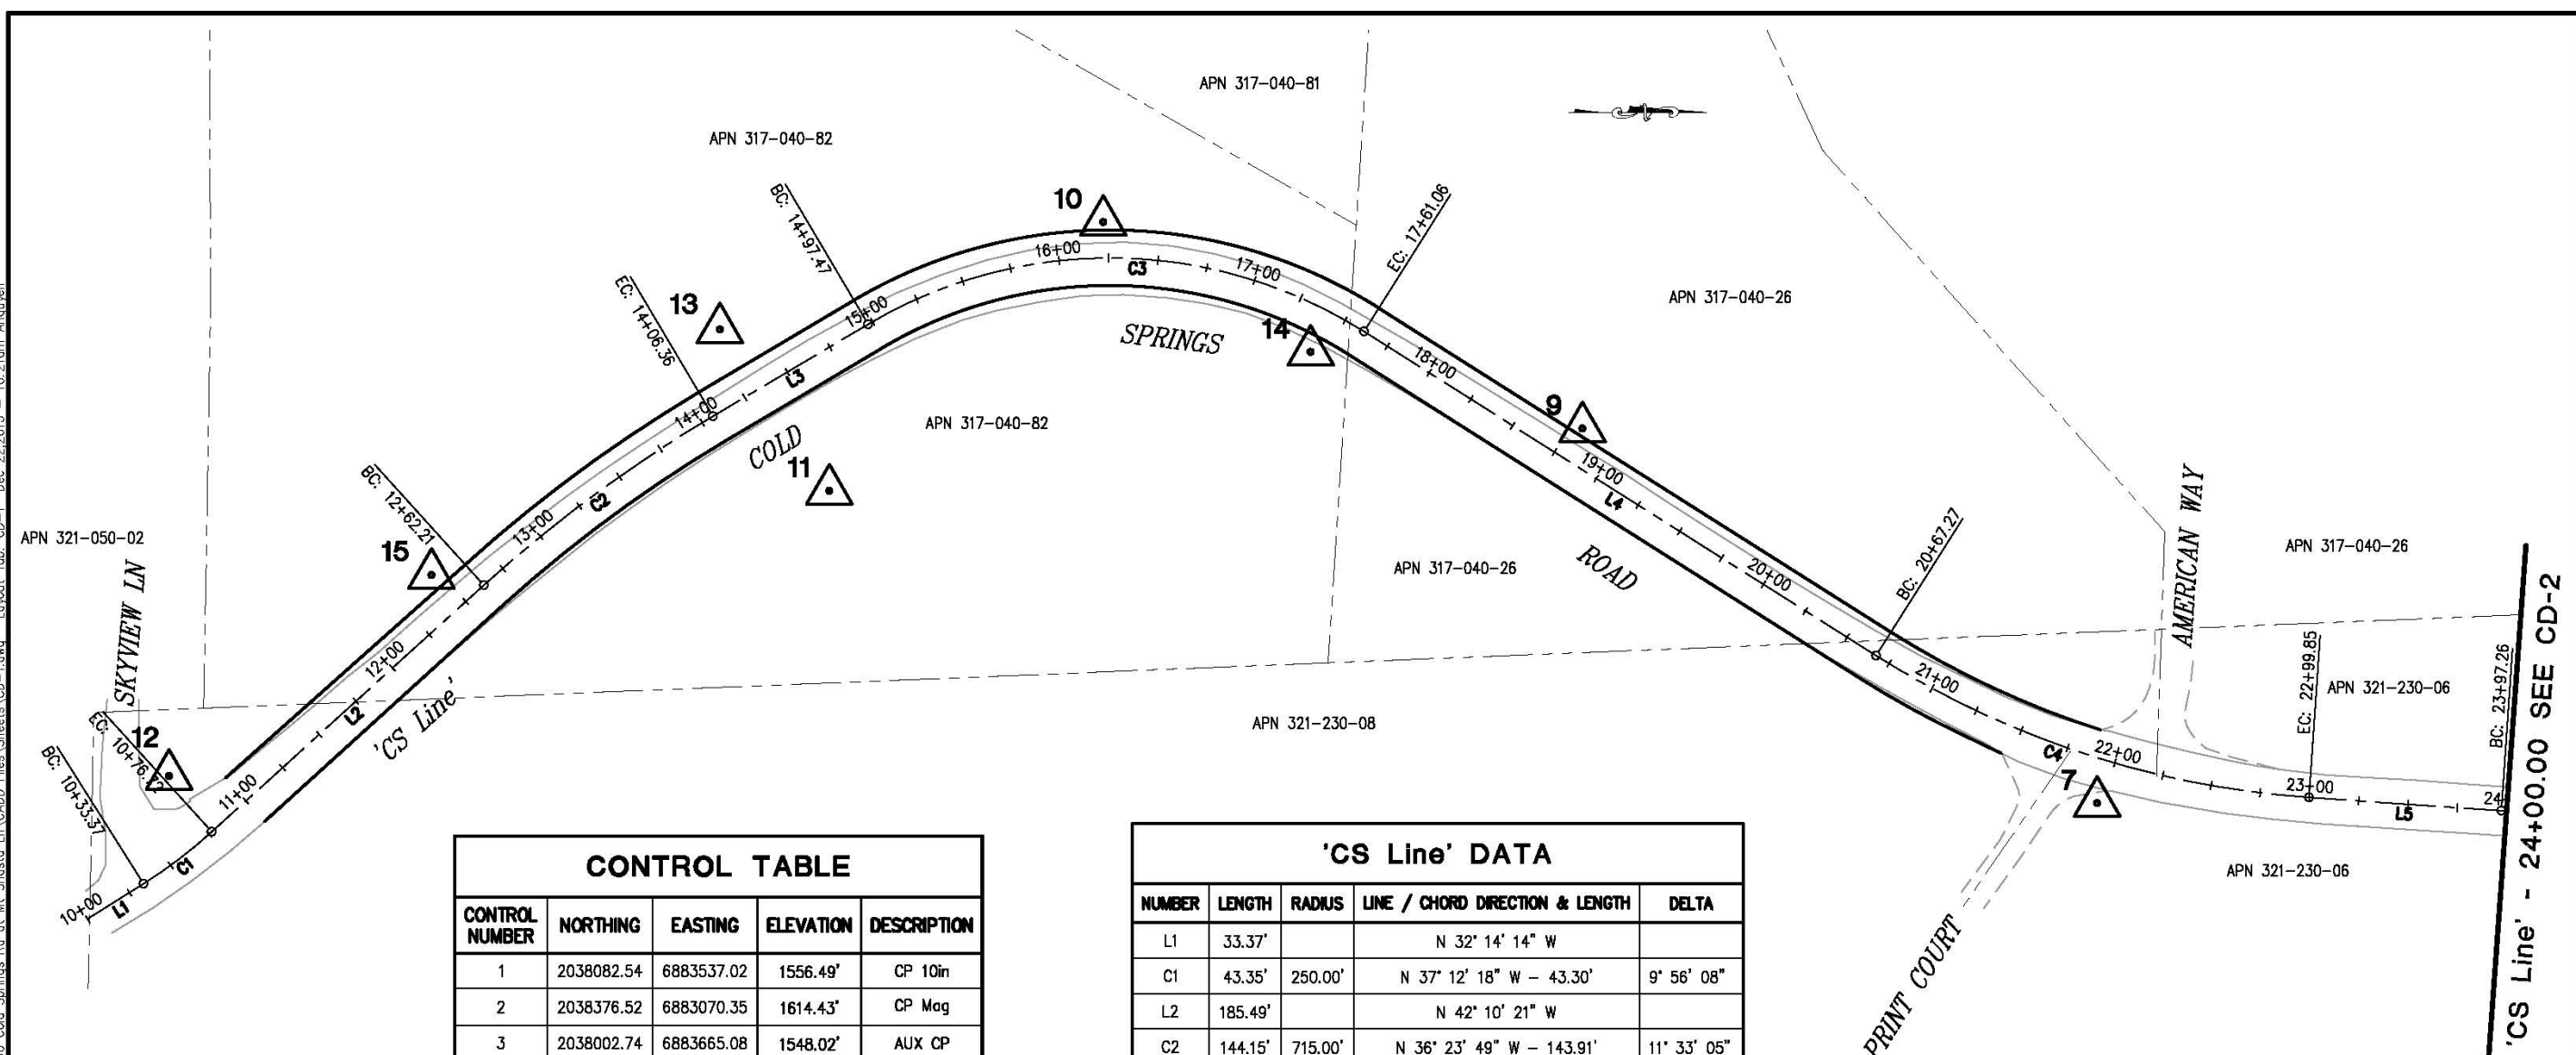 APN 317-040-81
APN 317-040-82
10
BC: 14+97.47
EC: 17+61.06
16+00
C3
17+00
13
EC: 14+06.36
15+00
APN 317-040-26
14
SPRINGS
18+00
L3
14+00
COLD
APN 317-040-82
9
11
19+00
L4
BC: 12+62.21
C2
13+00
APN 321-050-02
15
BC: 20+67.27
AMERICAN WAY
APN 317-040-26
APN 317-040-26
ROAD
20+00
SKYVIEW LN
12+00
L2
'CS Line'
21+00
EC: 22+99.85
APN 321-230-06
BC: 23+97.26
'CS Line' - 24+00.00 SEE CD-2
APN 321-230-08
12
EC: 10+76.72
BC: 10+33.37
11+00
C4
22+00
7
23+00
24
L5
C1
10+00
L1
APN 321-230-06
PRINT COURT
CONTROL TABLE
CONTROL NUMBER NORTHING EASTING ELEVATION DESCRIPTION
1 2038082.54 6883537.02 1556.49' CP 10in
2 2038376.52 6883070.35 1614.43' CP Mag
3 2038002.74 6883665.08 1548.02' AUX CP
'CS Line' DATA
NUMBER LENGTH RADIUS LINE / CHORD DIRECTION & LENGTH DELTA
L1 33.37' N 32° 14' 14" W
C1 43.35' 250.00' N 37° 12' 18" W - 43.30' 9° 56' 08"
L2 185.49' N 42° 10' 21" W
C2 144.15' 715.00' N 36° 23' 49" W - 143.91' 11° 33' 05"